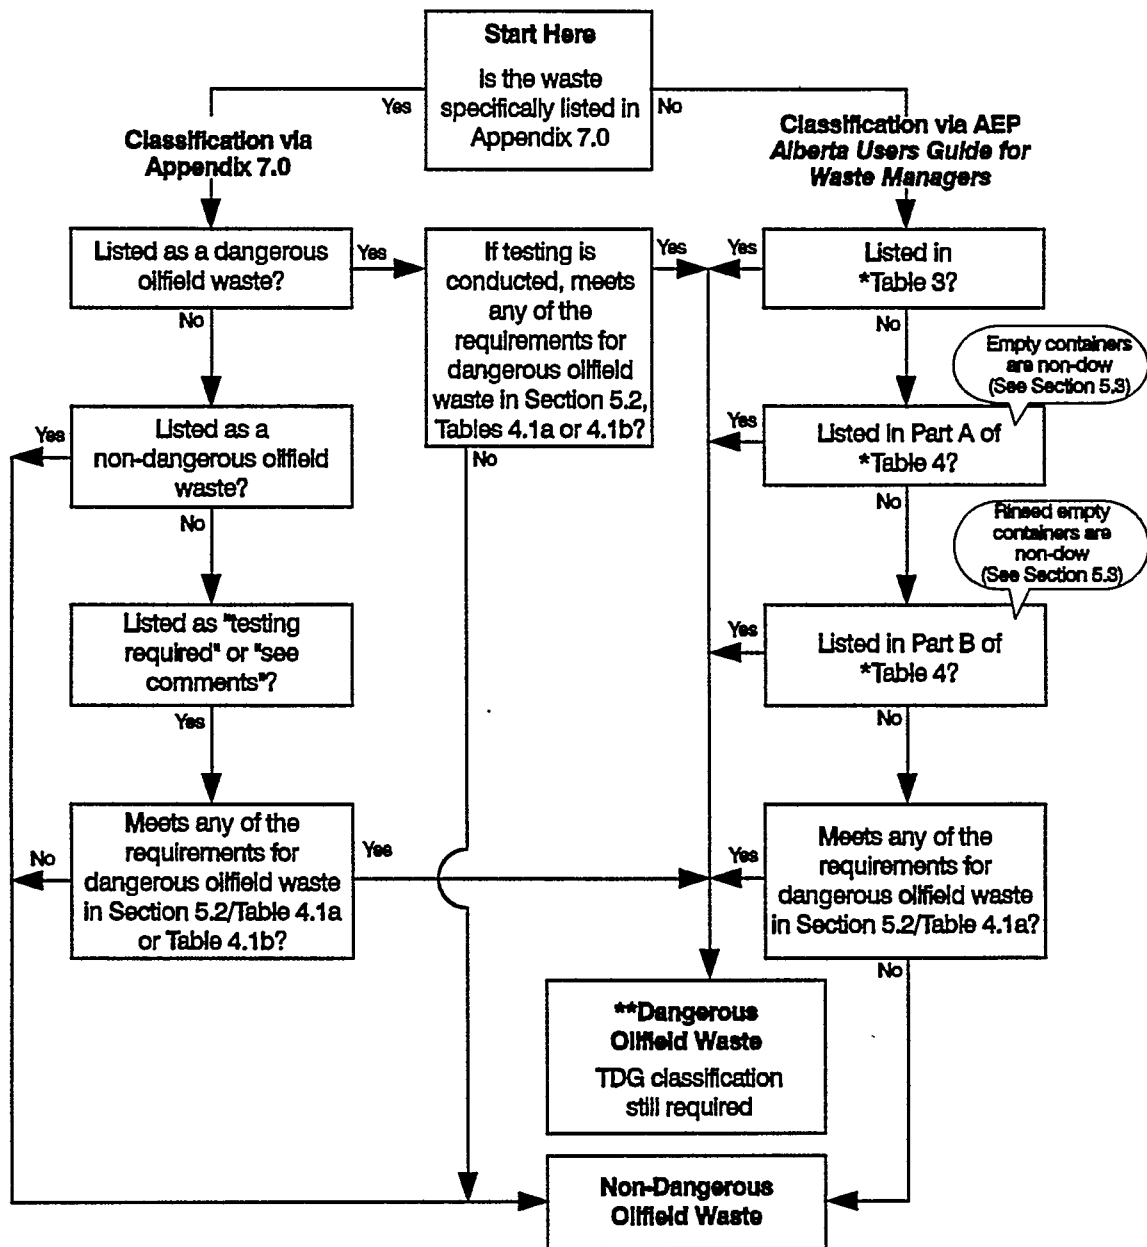 Start Here
Is the waste
specifically listed in
Appendix 7.0
Yes
No
Classification via
Appendix 7.0
Classification via AEP
Alberta Users Guide for
Waste Managers
Listed as a dangerous
oilfield waste?
Yes
No
If testing is
conducted, meets
any of the
requirements for
dangerous oilfield
waste in Section 5.2,
Tables 4.1a or 4.1b?
Yes
No
Yes
Listed in
*Table 3?
No
Empty containers
are non-dow
(See Section 5.3)
Yes
Listed as a
non-dangerous oilfield
waste?
No
Yes
Listed in Part A of
*Table 4?
No
Rinsed empty
containers are
non-dow
(See Section 5.3)
Listed as "testing
required" or "see
comments"?
Yes
Yes
Listed in Part B of
*Table 4?
No
No
Meets any of the
requirements for
dangerous oilfield waste
in Section 5.2/Table 4.1a
or Table 4.1b?
Yes
Yes
Meets any of the
requirements for
dangerous oilfield waste
in Section 5.2/Table 4.1a?
No
**Dangerous
Oilfield Waste
TDG classification
still required
Non-Dangerous
Oilfield Waste